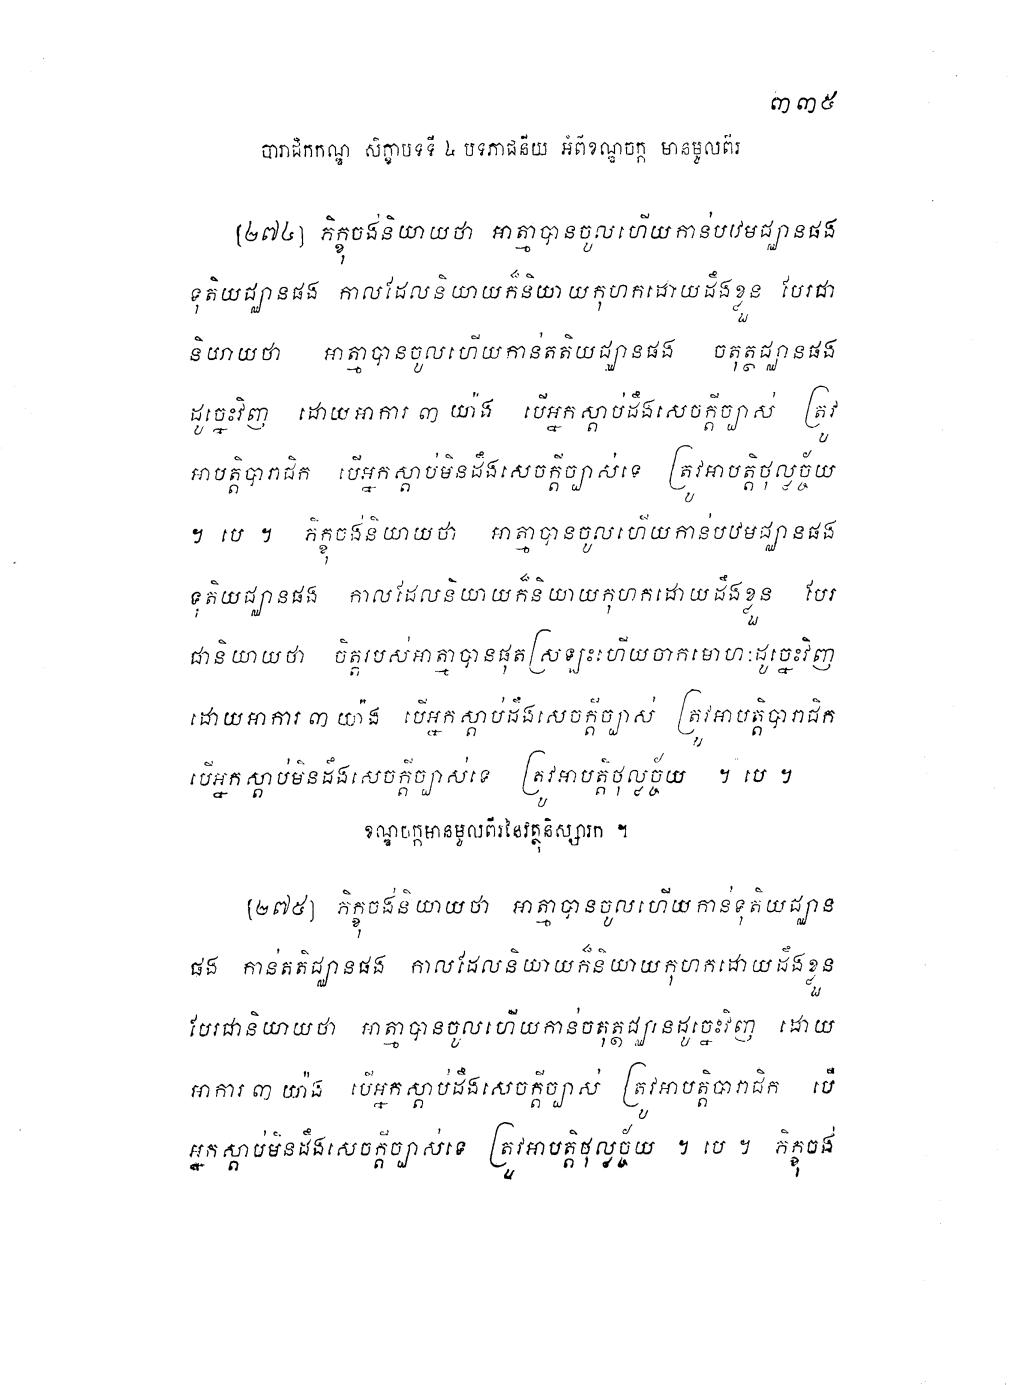 ៣៣៥
បារាជិកកណ្ឌ សិក្ខាបទទី ៤ បទភាជនីយ អំពីខណ្ឌចក្ក មានមូលពីរ
[២៧៤] ភិក្ខុចង់និយាយថា អាត្មាបានចូលហើយកាន់បឋមជ្ឈានផង
ទុតិយជ្ឈានផង កាលដែលនិយាយក៏និយាយកុហកដោយដឹងខ្លួន បែរជា
និយាយថា អាត្មាបានចូលហើយកាន់តតិយជ្ឈានផង ចតុត្ថជ្ឈានផង
ដូច្នេះវិញ ដោយអាការ ៣ យ៉ាង បើអ្នកស្តាប់ដឹងសេចក្តីច្បាស់ ត្រូវ
អាបត្តិបារាជិក បើអ្នកស្តាប់មិនដឹងសេចក្តីច្បាស់ទេ ត្រូវអាបត្តិថុល្លច្ច័យ
។ បេ ។ ភិក្ខុចង់និយាយថា អាត្មាបានចូលហើយកាន់បឋមជ្ឈានផង
ទុតិយជ្ឈានផង កាលដែលនិយាយក៏និយាយកុហកដោយដឹងខ្លួន បែរ
ជានិយាយថា ចិត្តរបស់អាត្មាបានផុតស្រឡះហើយចាកមោហៈដូច្នេះវិញ
ដោយអាការ ៣ យ៉ាង បើអ្នកស្តាប់ដឹងសេចក្តីច្បាស់ ត្រូវអាបត្តិបារាជិក
បើអ្នកស្តាប់មិនដឹងសេចក្តីច្បាស់ទេ ត្រូវអាបត្តិថុល្លច្ច័យ ។ បេ ។
ខណ្ឌចក្កមានមូលពីរនៃវត្ថុនិស្សារក ។
[២៧៥] ភិក្ខុចង់និយាយថា អាត្មាបានចូលហើយកាន់ទុតិយជ្ឈាន
ផង កាន់តតិជ្ឈានផង កាលដែលនិយាយក៏និយាយកុហកដោយដឹងខ្លួន
បែរជានិយាយថា អាត្មាបានចូលហើយកាន់ចតុត្ថជ្ឈានដូច្នេះវិញ ដោយ
អាការ ៣ យ៉ាង បើអ្នកស្តាប់ដឹងសេចក្តីច្បាស់ ត្រូវអាបត្តិបារាជិក បើ
អ្នកស្តាប់មិនដឹងសេចក្តីច្បាស់ទេ ត្រូវអាបត្តិថុល្លច្ច័យ ។ បេ ។ ភិក្ខុចង់